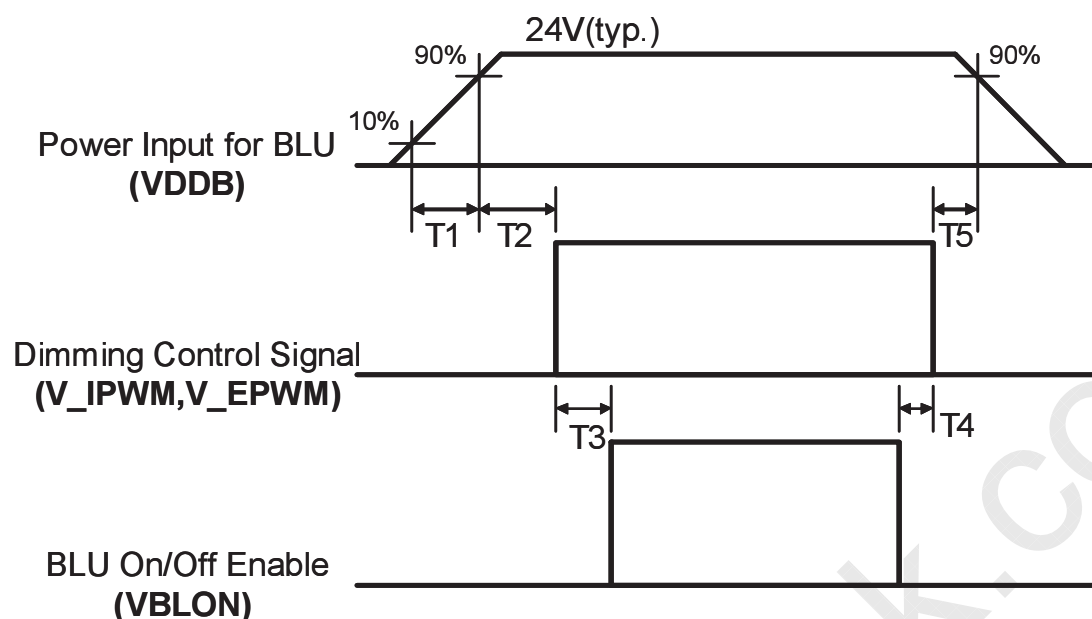 24V(typ.)
90%
90%
10%
Power Input for BLU
(VDDB)
T1
T2
T5
Dimming Control Signal
(V_IPWM,V_EPWM)
T3
T4
BLU On/Off Enable
(VBLON)